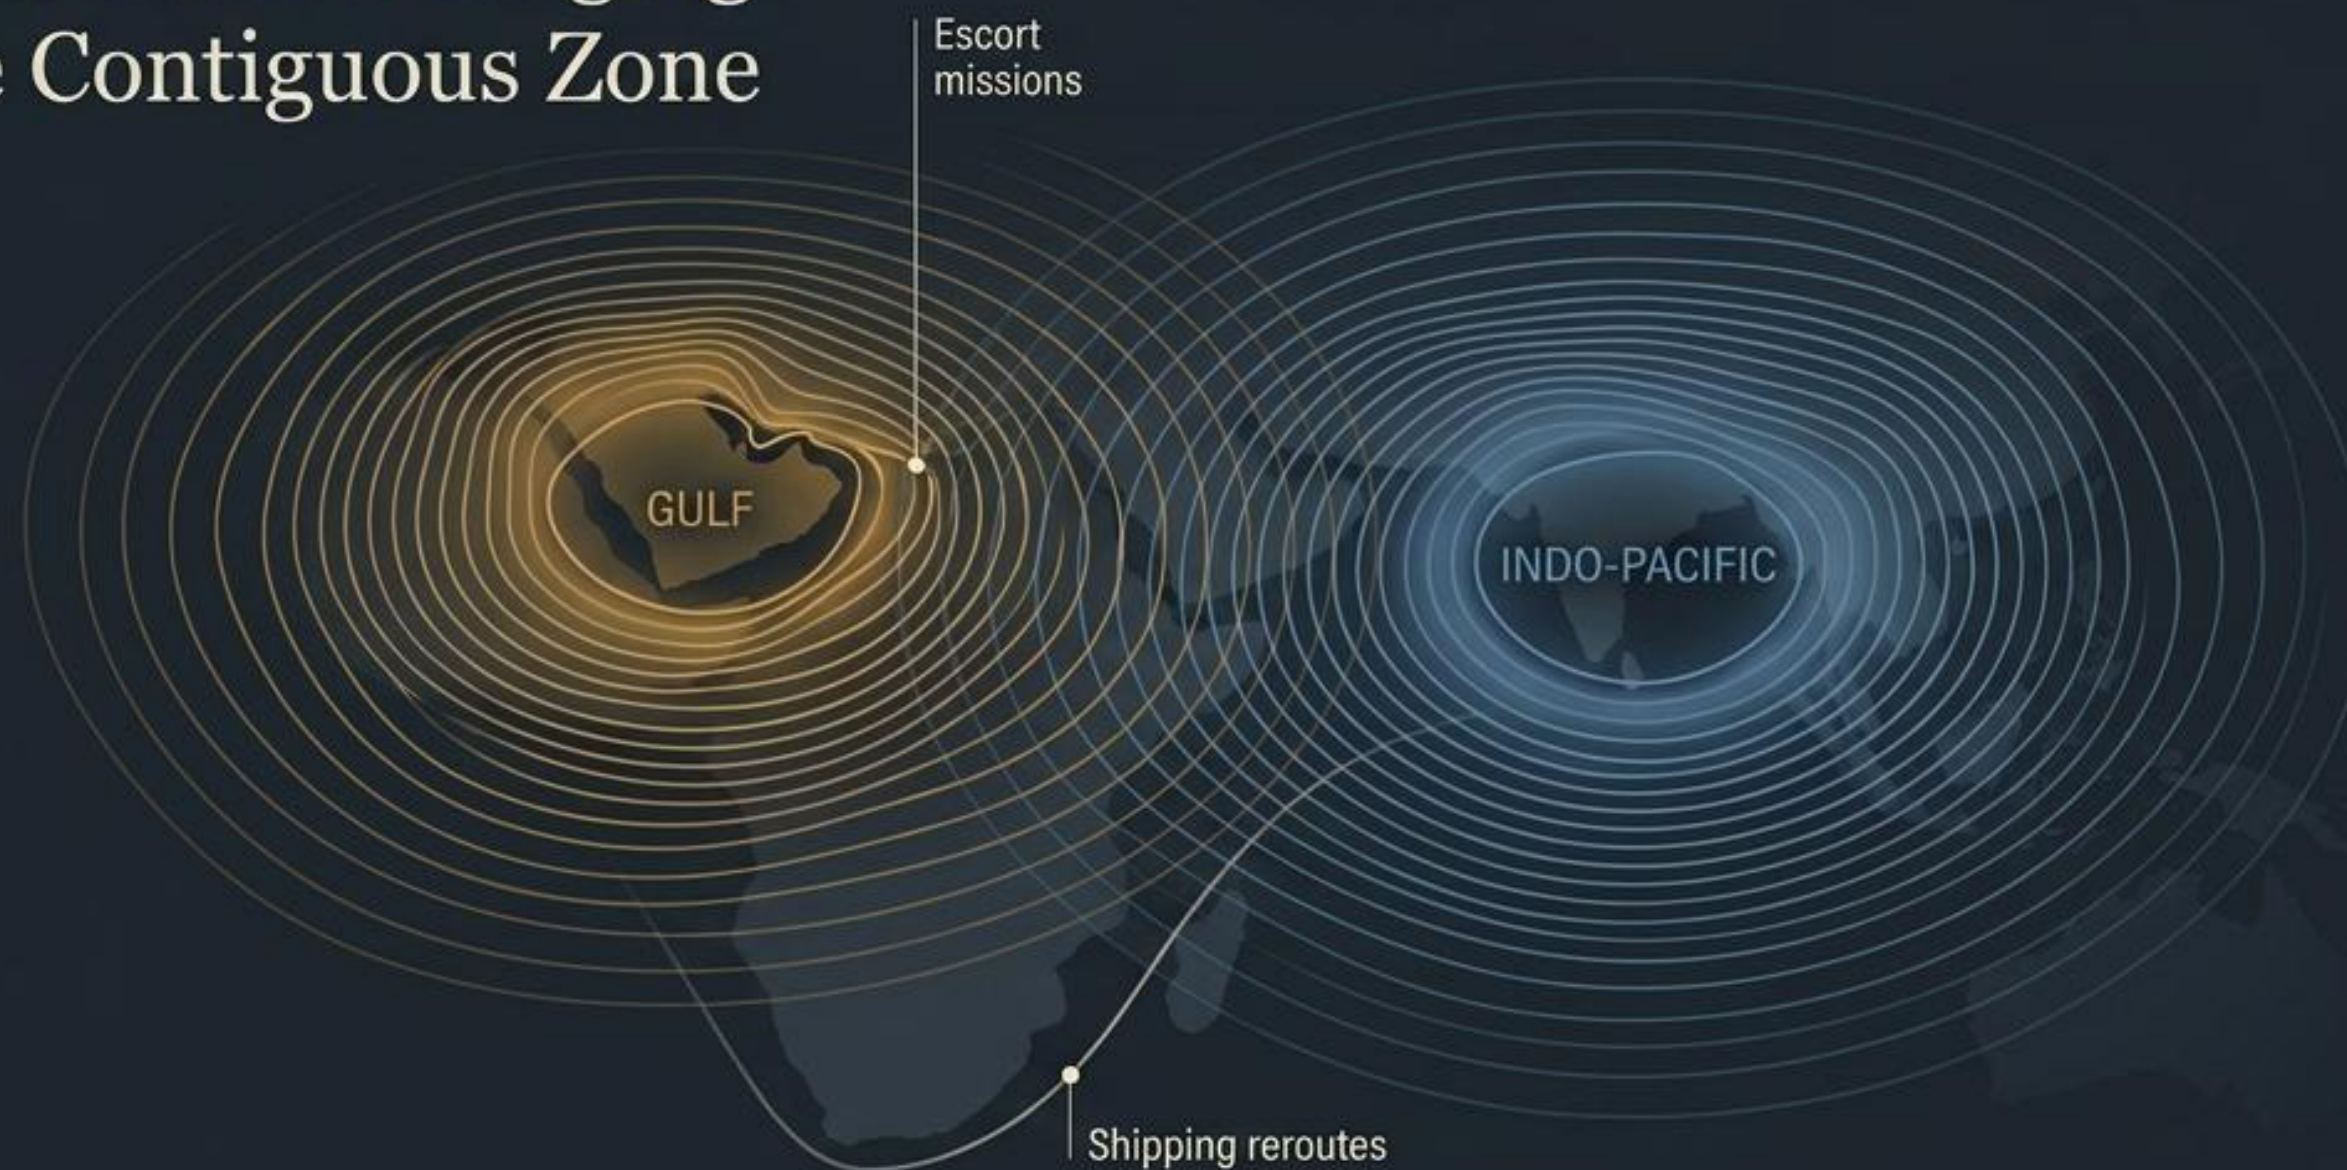 Contiguous Zone
Escort
missions
GULF
INDO-PACIFIC
Shipping reroutes